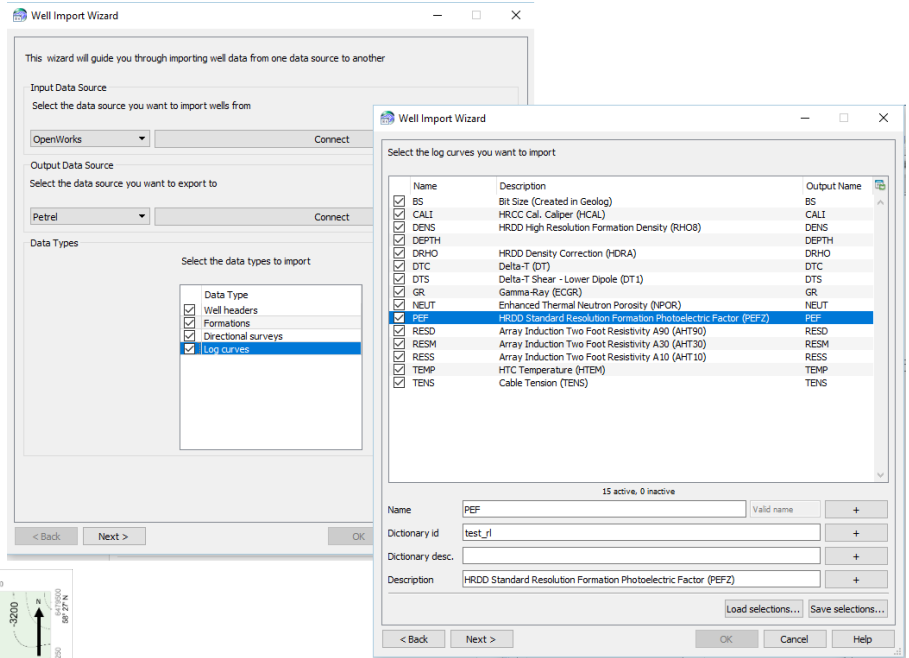 Well Import Wizard
This wizard will guide you through importing well data from one data source to another
Input Data Source
Select the data source you want to import wells from
OpenWorks Connect
Output Data Source
Select the data source you want to export to
Petrel Connect
Data Types
Select the data types to import
Data Type
Well headers
Formations
Directional surveys
Log curves
< Back Next > OK
Well Import Wizard
Select the log curves you want to import
Name Description Output Name
BS Bit Size (Created in Geolog) BS
CALI HRCC Cal. Caliper (HCAL) CALI
DENS HRDD High Resolution Formation Density (RHO8) DENS
DEPTH DEPTH
DRHO HRDD Density Correction (HDRA) DRHO
DTC Delta-T (DT) DTC
DTS Delta-T Shear - Lower Dipole (DT1) DTS
GR Gamma-Ray (ECGR) GR
NEUT Enhanced Thermal Neutron Porosity (NPOR) NEUT
PEF HRDD Standard Resolution Formation Photoelectric Factor (PEFZ) PEF
RESD Array Induction Two Foot Resistivity A90 (AHT90) RESD
RESM Array Induction Two Foot Resistivity A30 (AHT30) RESM
RESS Array Induction Two Foot Resistivity A10 (AHT10) RESS
TEMP HTC Temperature (HTEM) TEMP
TENS Cable Tension (TENS) TENS
15 active, 0 inactive
Name PEF Valid name +
Dictionary id test_rl +
Dictionary desc. +
Description HRDD Standard Resolution Formation Photoelectric Factor (PEFZ) +
Load selections... Save selections...
< Back Next > OK Cancel Help
-3200
N
58° 27' N